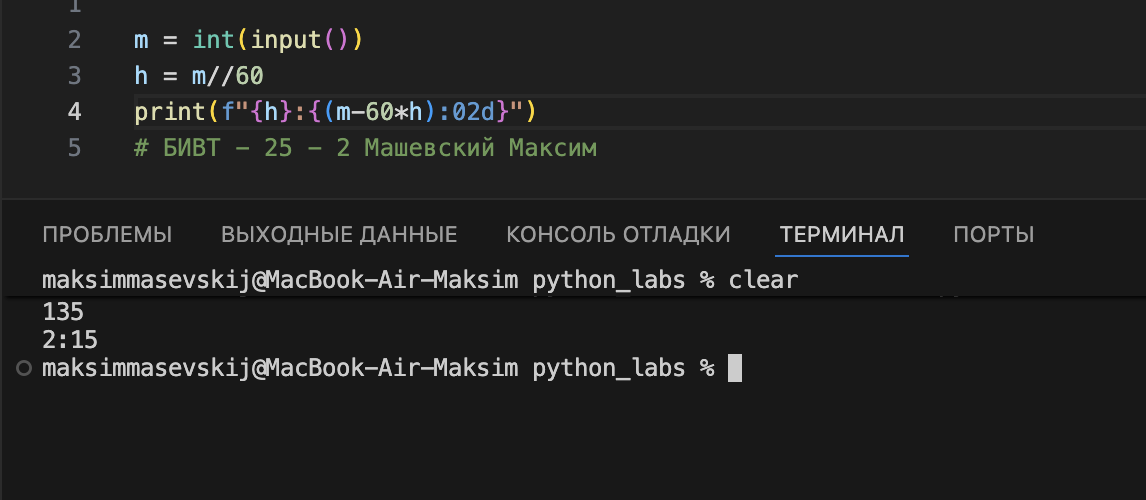 1
2 m = int(input())
3 h = m//60
4 print(f"{h}:{(m-60*h):02d}")
5 # БИВТ - 25 - 2 Машевский Максим
ПРОБЛЕМЫ ВЫХОДНЫЕ ДАННЫЕ КОНСОЛЬ ОТЛАДКИ ТЕРМИНАЛ ПОРТЫ
maksimmasevskij@MacBook-Air-Maksim python_labs % clear
135
2:15
maksimmasevskij@MacBook-Air-Maksim python_labs %